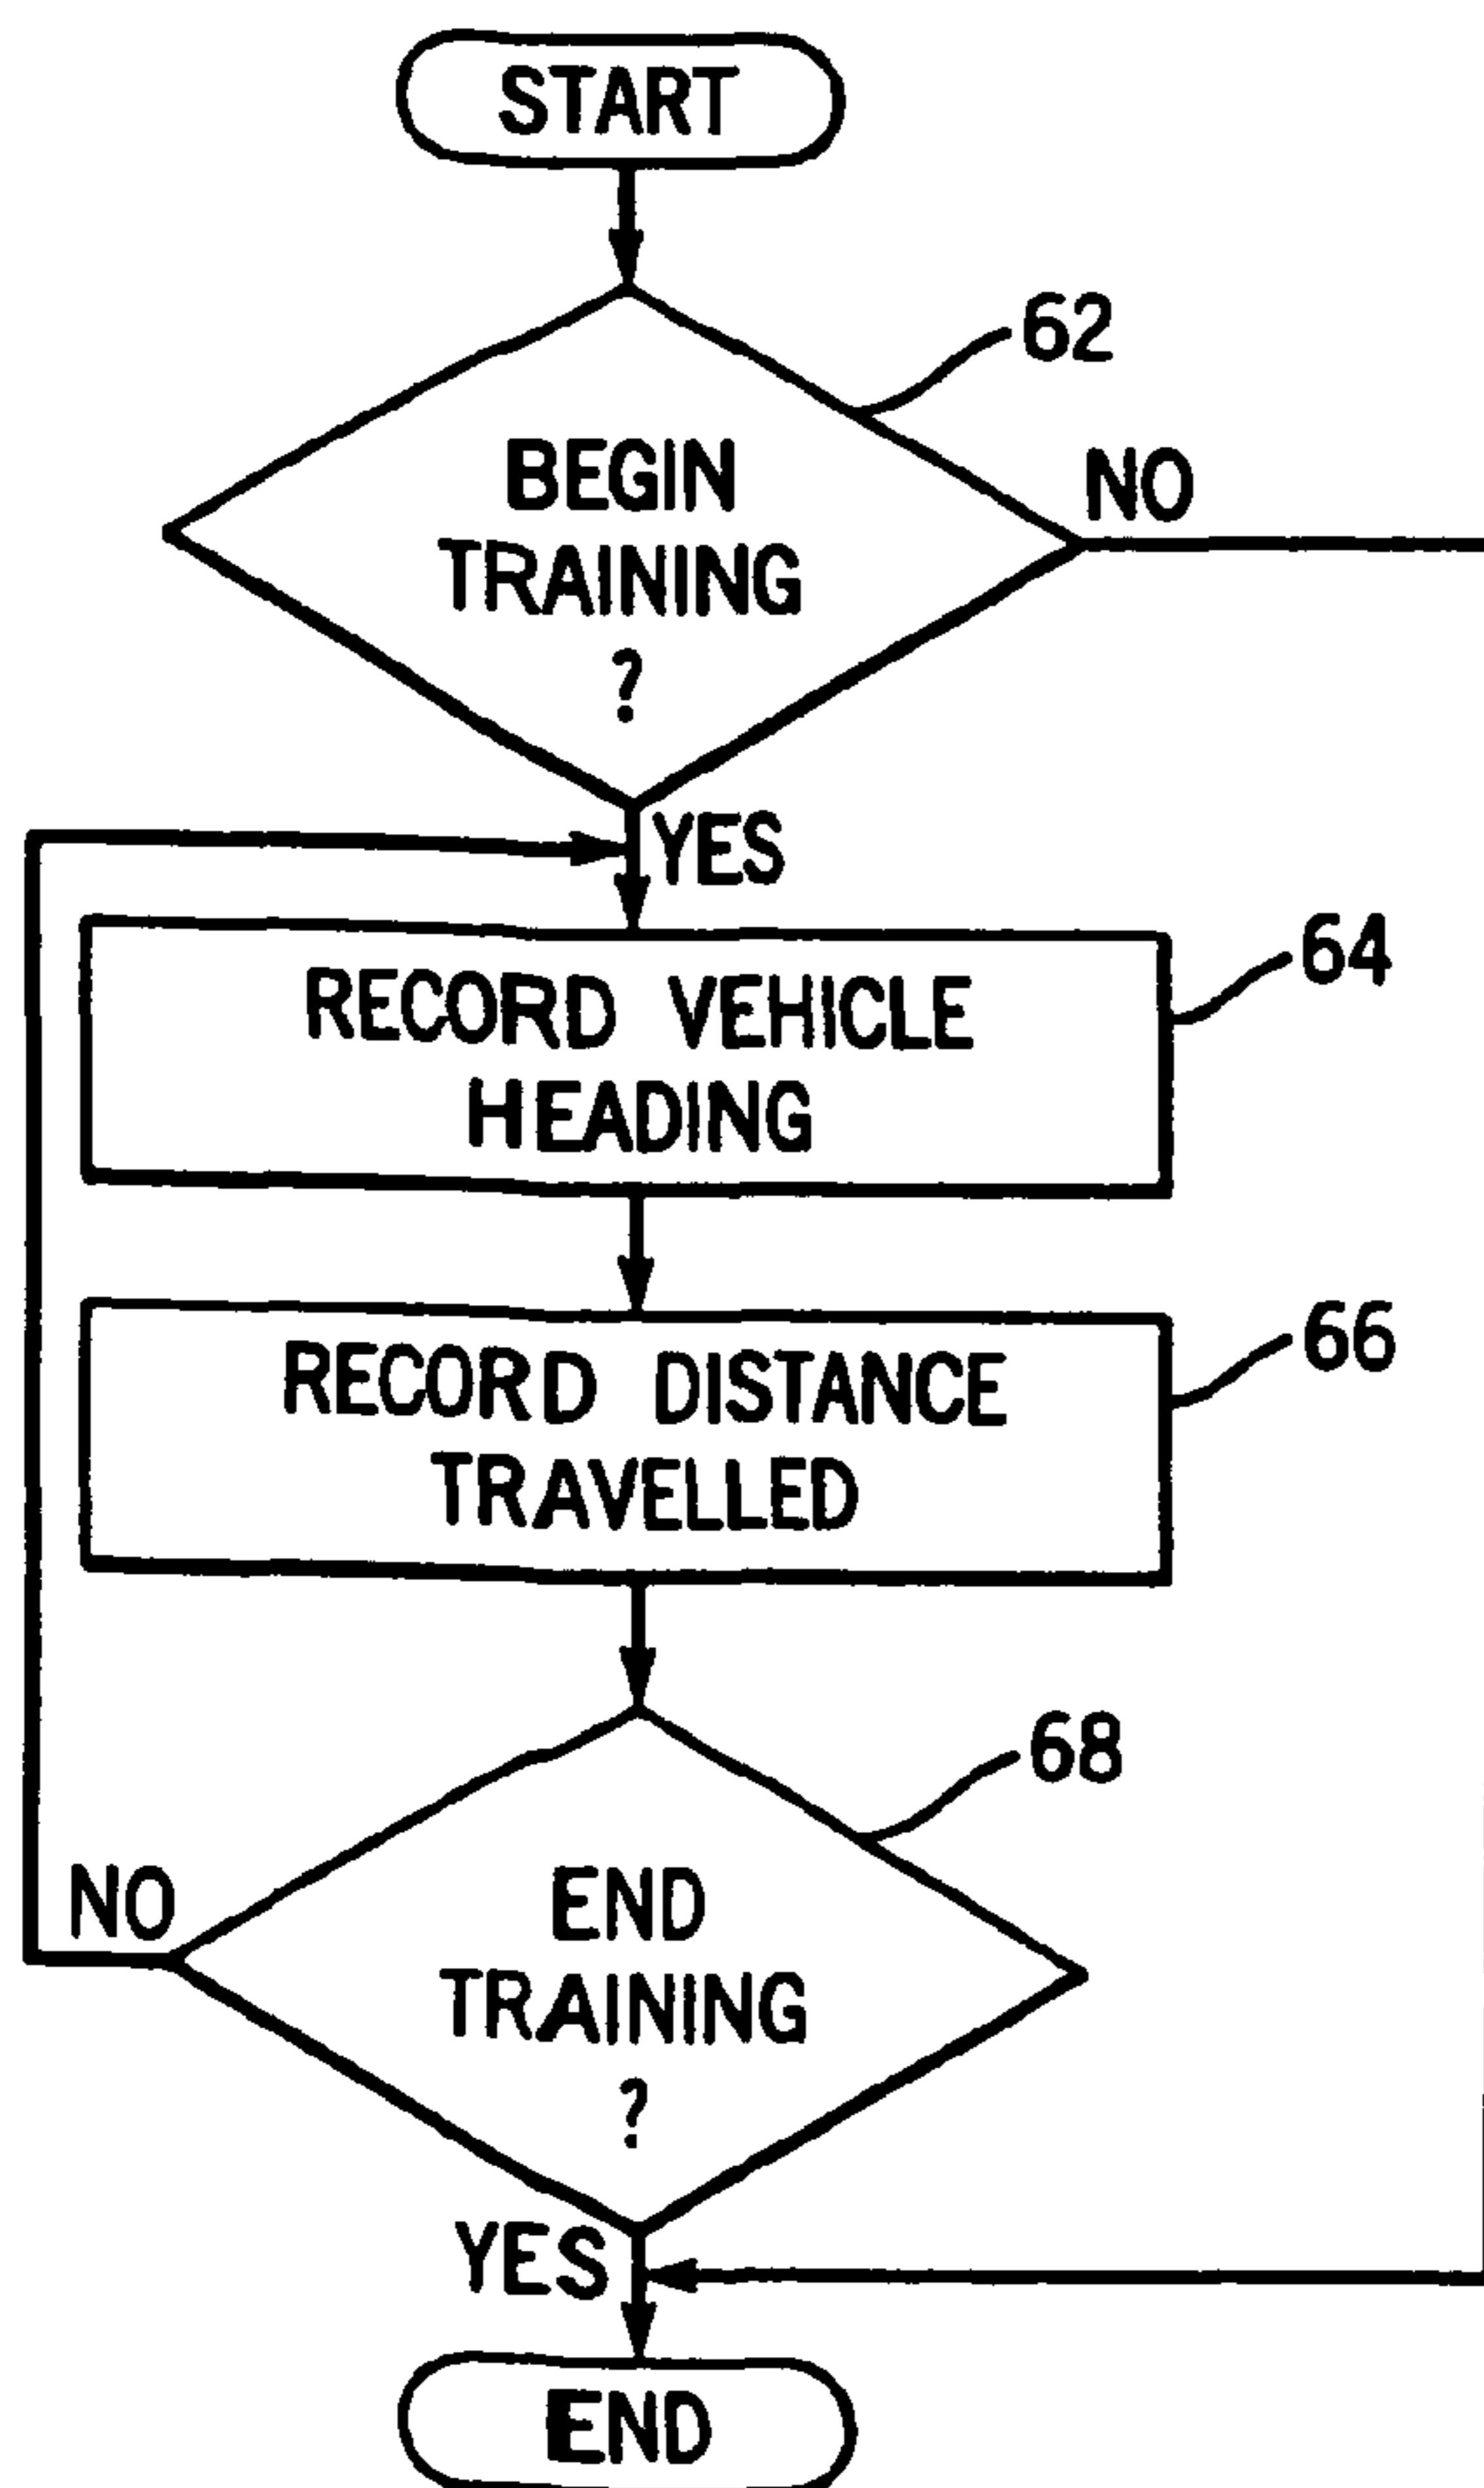 START
62
BEGIN
TRAINING
?
NO
YES
RECORD VEHICLE
HEADING
64
RECORD DISTANCE
TRAVELLED
66
68
END
TRAINING
?
NO
YES
END